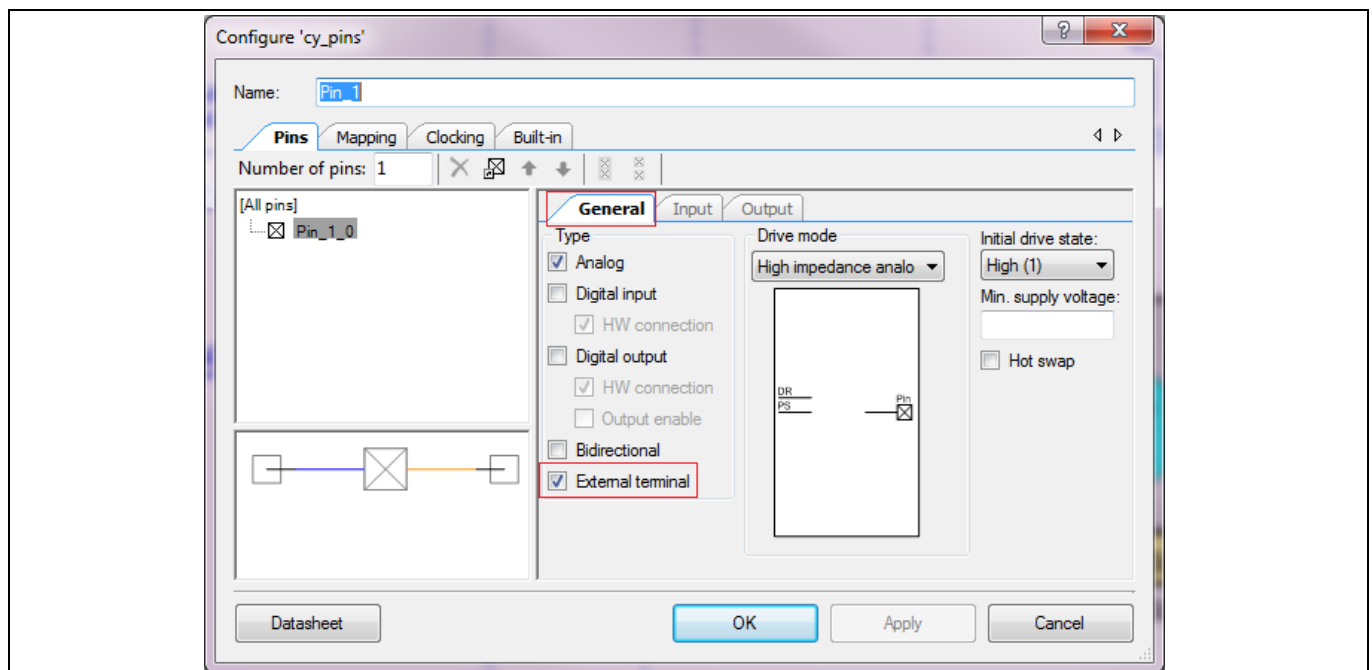 Configure 'cy_pins'
Name: Pin_1
Pins Mapping Clocking Built-in
Number of pins: 1
[All pins]
Pin_1_0
General Input Output
Type
Analog
Digital input
HW connection
Digital output
HW connection
Output enable
Bidirectional
External terminal
Drive mode
High impedance analo
DR
PS
Pin
Initial drive state:
High (1)
Min. supply voltage:
Hot swap
Datasheet OK Apply Cancel